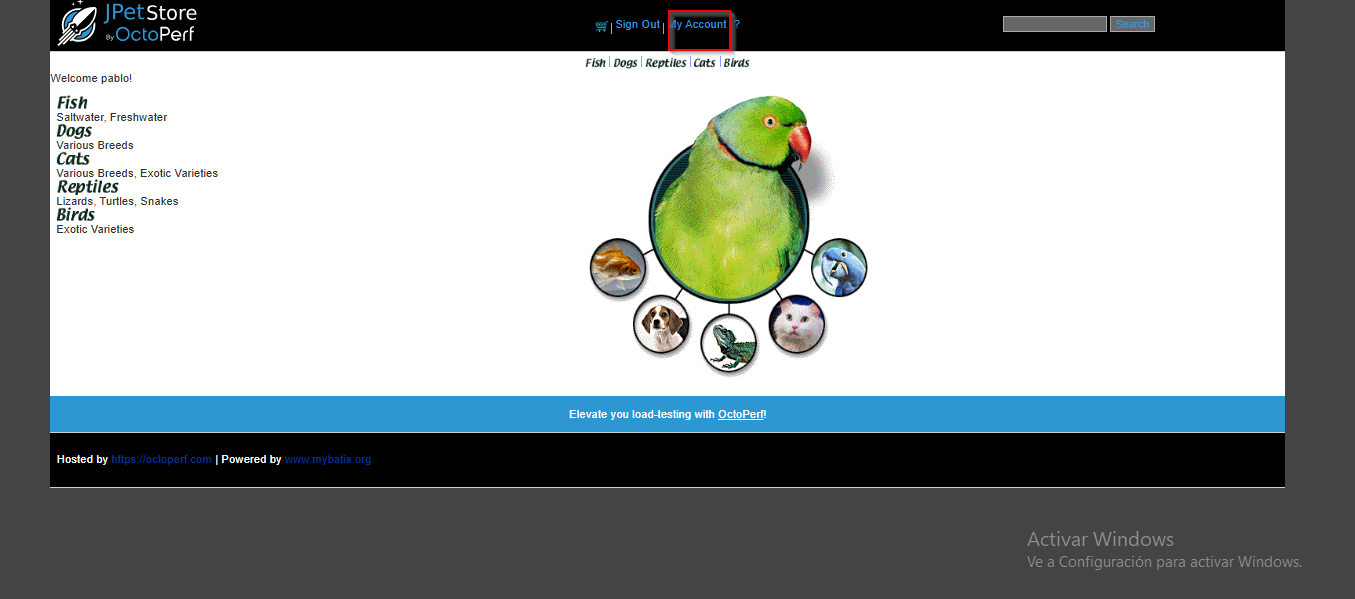 JPetStore
By OctoPerf
Sign Out | My Account ?
Search
Fish | Dogs | Reptiles | Cats | Birds
Welcome pablo!
Fish
Saltwater, Freshwater
Dogs
Various Breeds
Cats
Various Breeds, Exotic Varieties
Reptiles
Lizards, Turtles, Snakes
Birds
Exotic Varieties
Elevate you load-testing with OctoPerf!
Hosted by https://octoperf.com | Powered by www.mybatis.org
Activar Windows
Ve a Configuración para activar Windows.